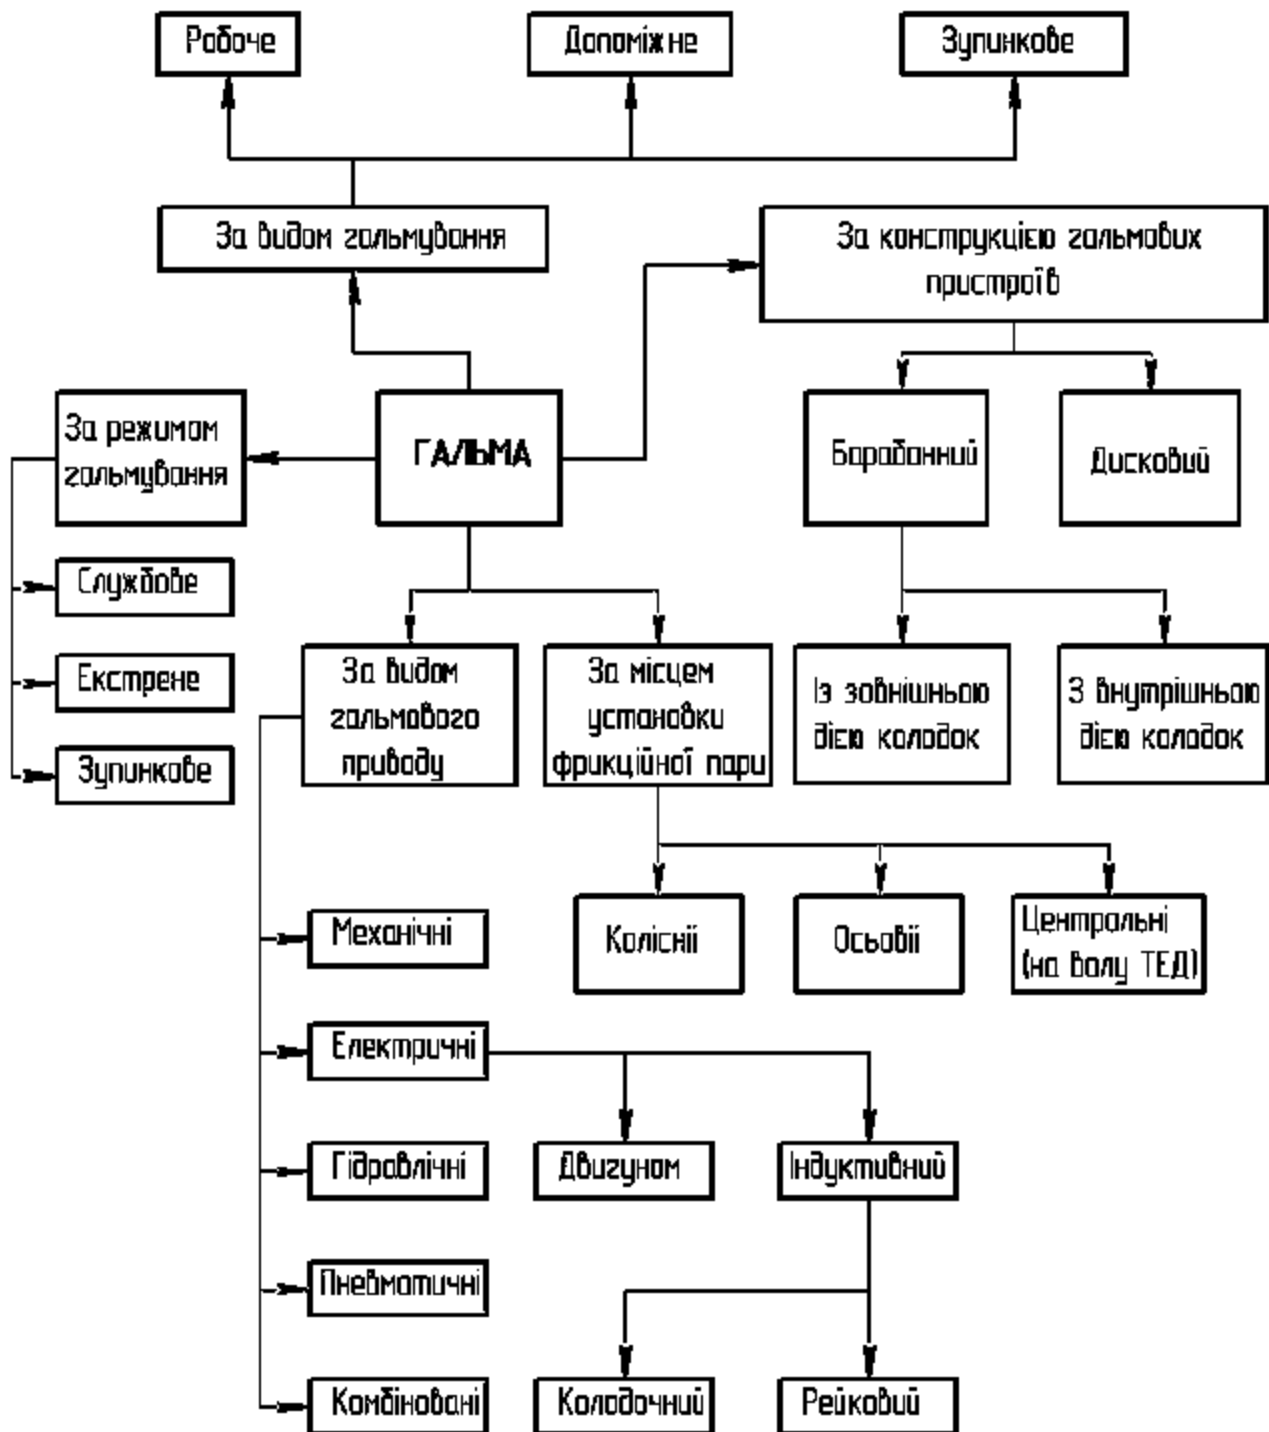 Робоче
Допоміжне
Зупинкове
За видом гальмування
За конструкцією гальмових
пристроїв
За режимом
гальмування
ГАЛЬМА
Барабанний
Дисковий
Службове
Екстрене
Зупинкове
За видом
гальмового
приводу
За місцем
установки
фрикційної пари
Із зовнішньою
дією колодок
З внутрішньою
дією колодок
Механічні
Колісніі
Осьовіі
Центральні
(на валу ТЕД)
Електричні
Гідравлічні
Двигуном
Індуктивний
Пневматичні
Комбіновані
Колодочний
Рейковий